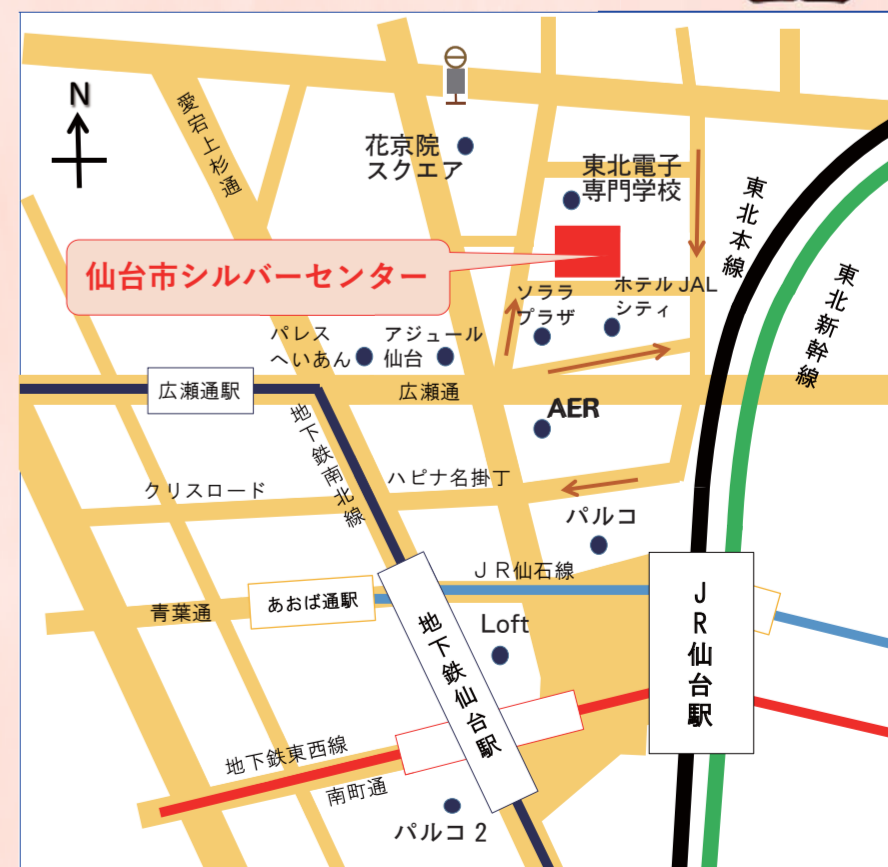 N
愛宕上杉通
花京院
スクエア
東北電子
専門学校
東北本線
東北新幹線
仙台市シルバーセンター
ソララ
プラザ
ホテル JAL
シティ
パレス
へいあん
アジュール
仙台
広瀬通駅
広瀬通
AER
地下鉄南北線
クリスロード
ハピナ名掛丁
パルコ
ＪＲ仙石線
あおば通駅
青葉通
Loft
地下鉄仙台駅
ＪＲ仙台駅
地下鉄東西線
南町通
パルコ 2